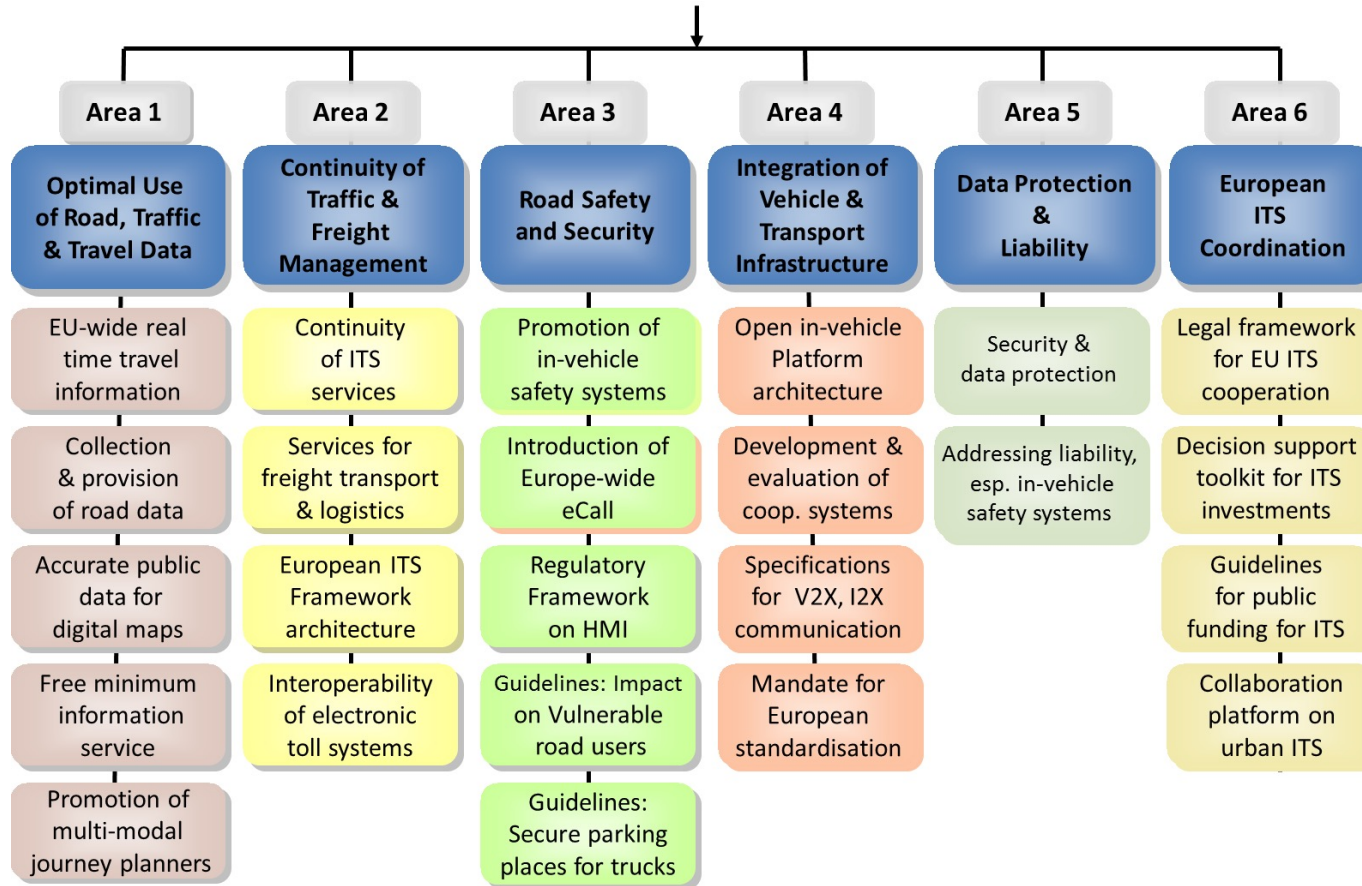 Area 1
Optimal Use
of Road, Traffic
& Travel Data
EU-wide real
time travel
information
Collection
& provision
of road data
Accurate public
data for
digital maps
Free minimum
information
service
Promotion of
multi-modal
journey planners
Area 2
Continuity of
Traffic &
Freight
Management
Continuity
of ITS
services
Services for
freight transport
& logistics
European ITS
Framework
architecture
Interoperability
of electronic
toll systems
Area 3
Road Safety
and Security
Promotion of
in-vehicle
safety systems
Introduction of
Europe-wide
eCall
Regulatory
Framework
on HMI
Guidelines: Impact
on Vulnerable
road users
Guidelines:
Secure parking
places for trucks
Area 4
Integration of
Vehicle &
Transport
Infrastructure
Open in-vehicle
Platform
architecture
Development &
evaluation of
coop. systems
Specifications
for V2X, I2X
communication
Mandate for
European
standardisation
Area 5
Data Protection
&
Liability
Security &
data protection
Addressing liability,
esp. in-vehicle
safety systems
Area 6
European
ITS
Coordination
Legal framework
for EU ITS
cooperation
Decision support
toolkit for ITS
investments
Guidelines
for public
funding for ITS
Collaboration
platform on
urban ITS